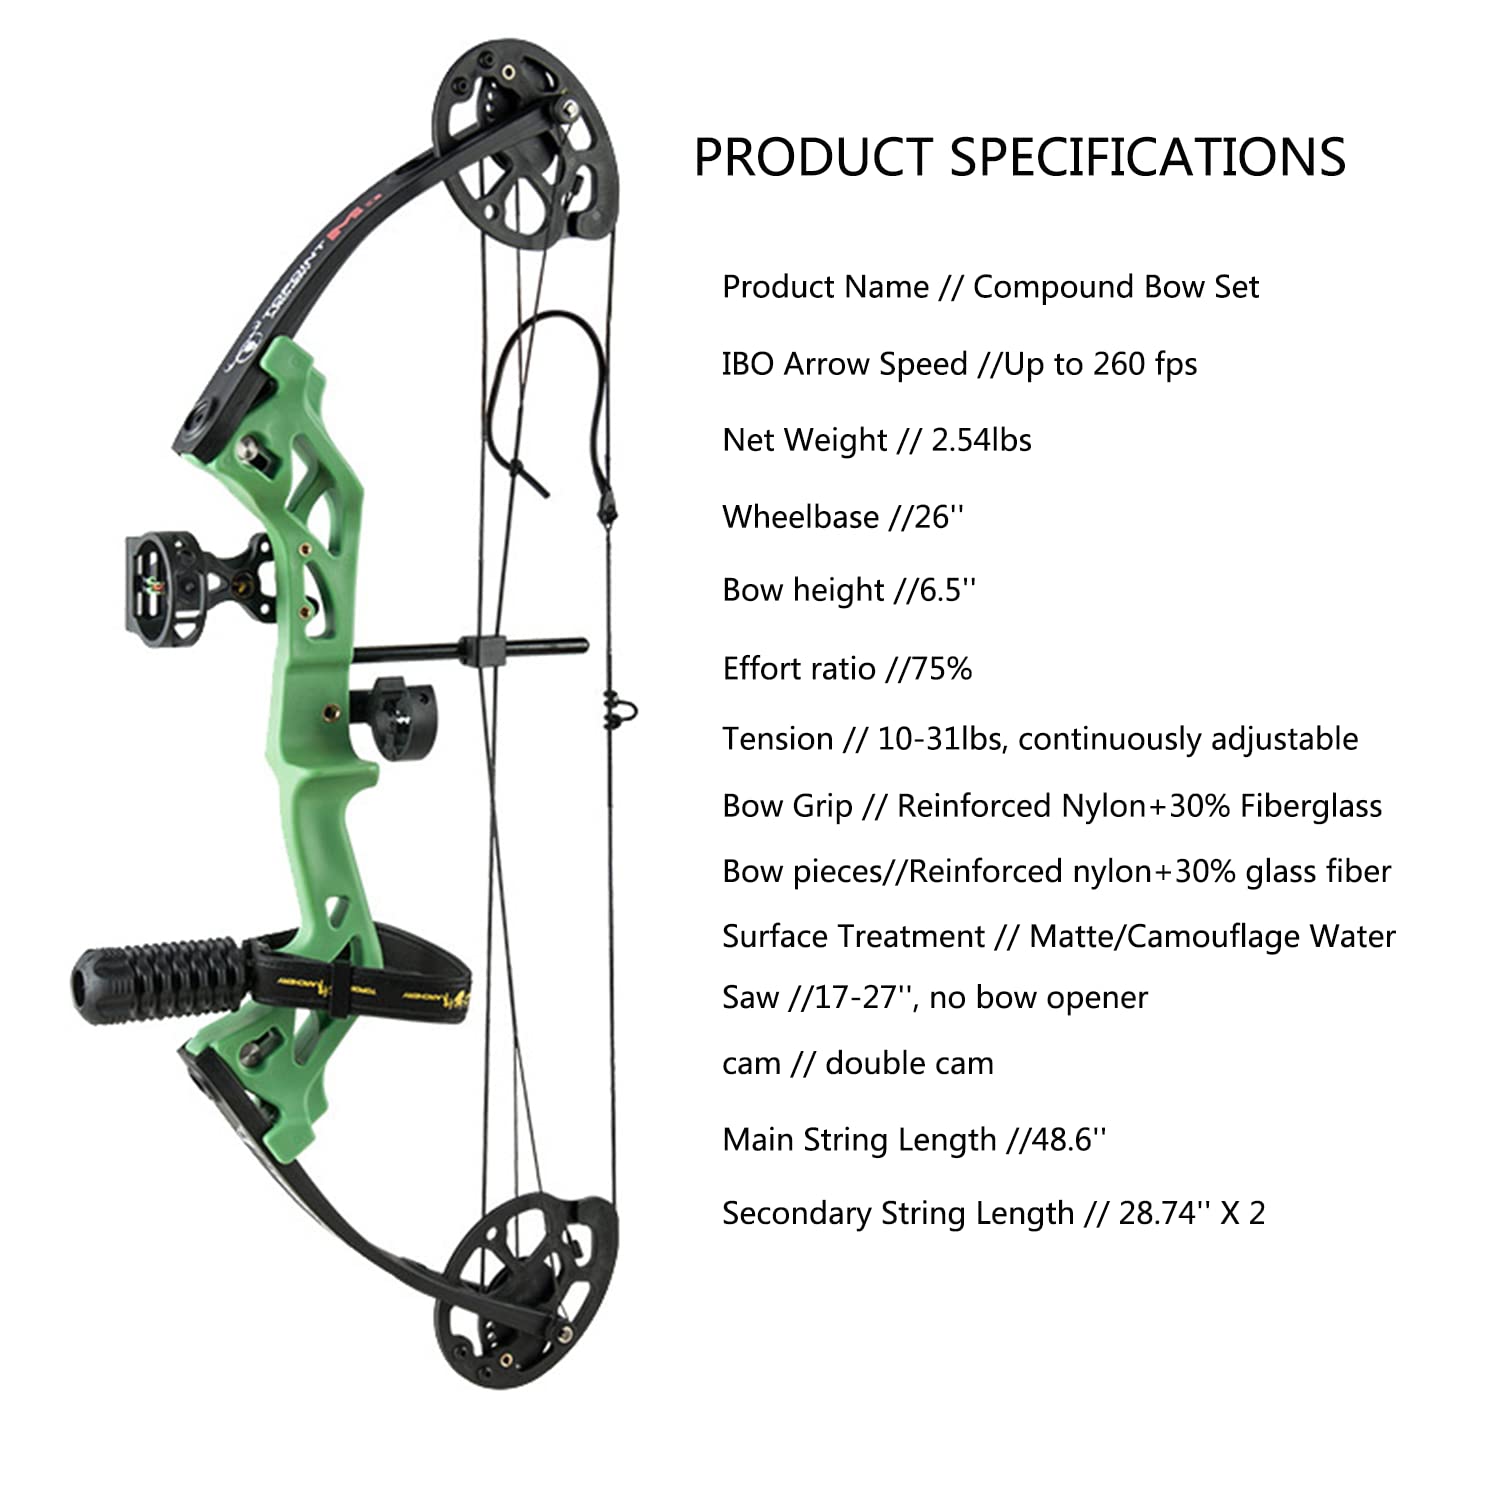 PRODUCT SPECIFICATIONS
Product Name // Compound Bow Set
IBO Arrow Speed //Up to 260 fps
Net Weight // 2.54lbs
Wheelbase //26''
Bow height //6.5''
Effort ratio //75%
Tension // 10-31lbs, continuously adjustable
Bow Grip // Reinforced Nylon+30% Fiberglass
Bow pieces//Reinforced nylon+30% glass fiber
Surface Treatment // Matte/Camouflage Water
Saw //17-27'', no bow opener
cam // double cam
Main String Length //48.6''
Secondary String Length // 28.74'' X 2
TOPOINT
ARCHERY